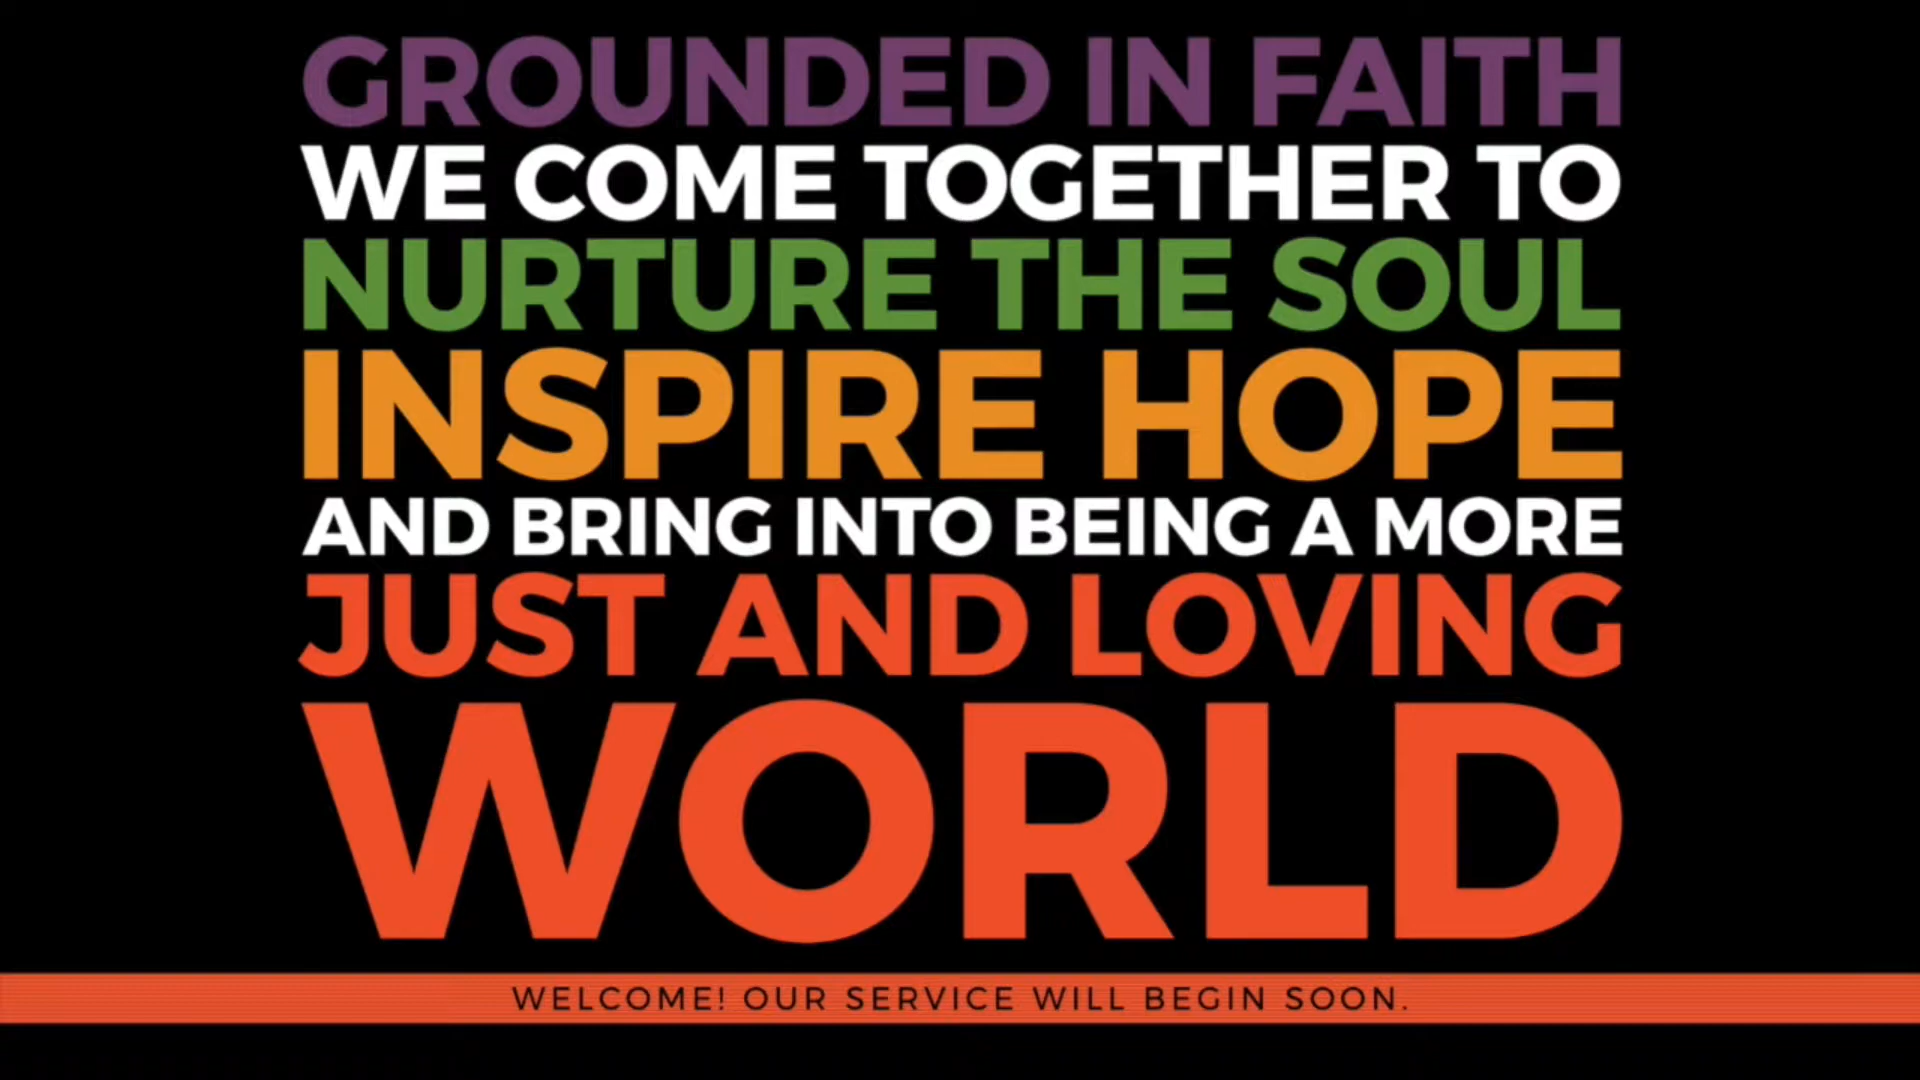 GROUNDED IN FAITH
WE COME TOGETHER TO
NURTURE THE SOUL
INSPIRE HOPE
AND BRING INTO BEING A MORE
JUST AND LOVING
WORLD
WELCOME! OUR SERVICE WILL BEGIN SOON.